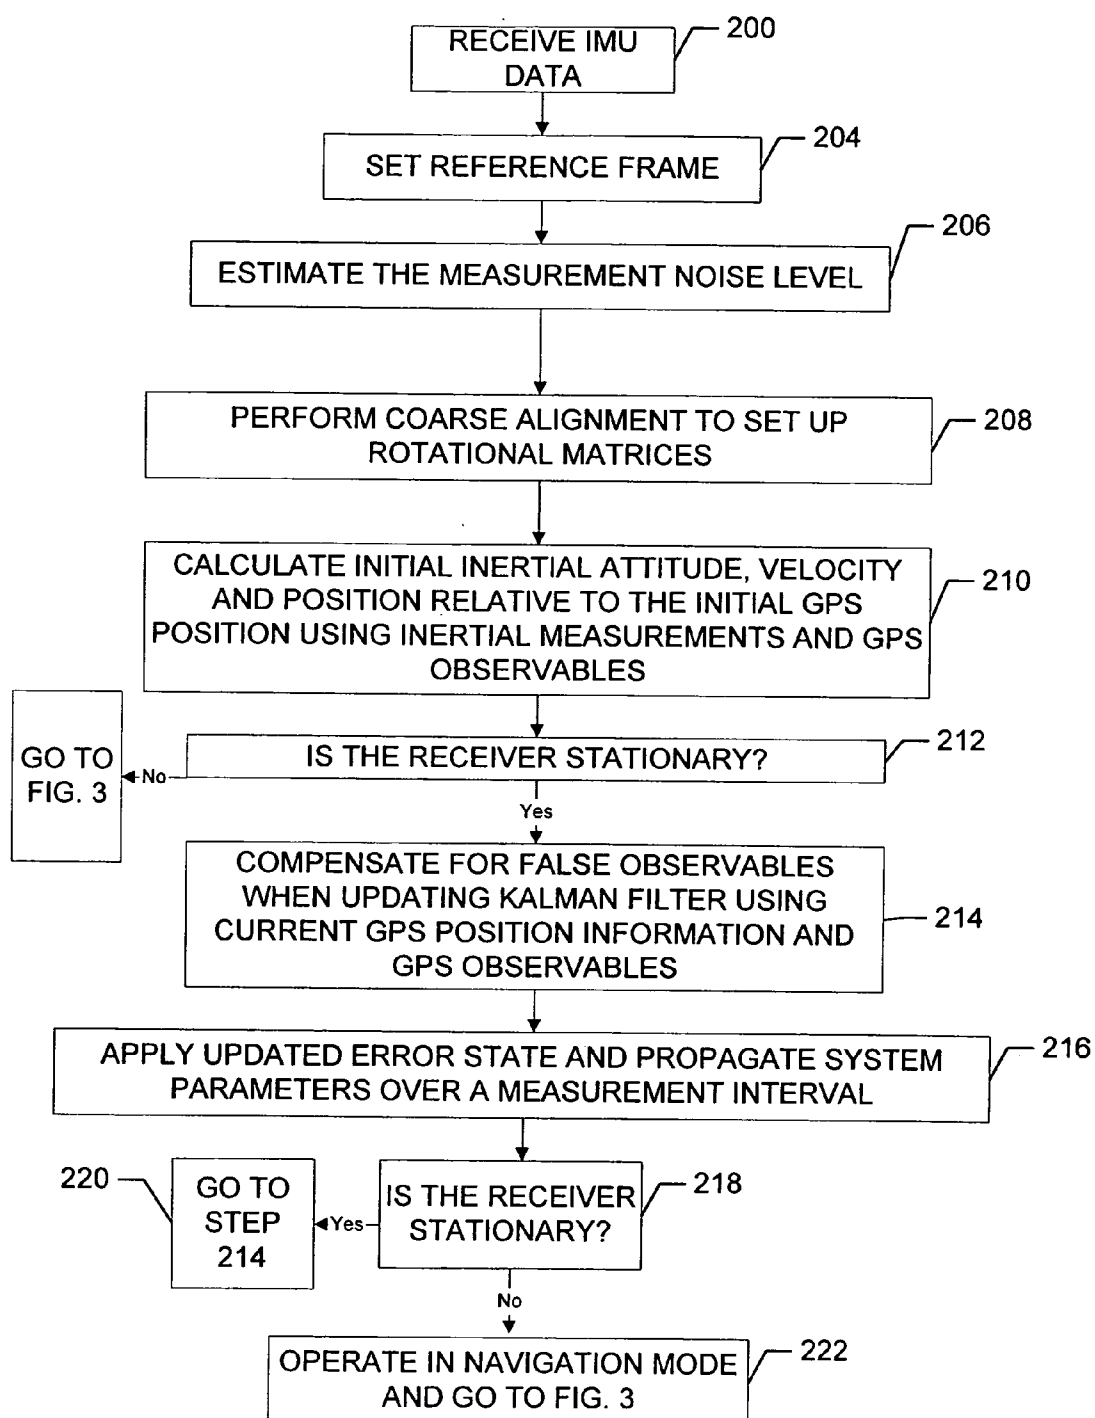 RECEIVE IMU
DATA
200
SET REFERENCE FRAME
204
ESTIMATE THE MEASUREMENT NOISE LEVEL
206
PERFORM COARSE ALIGNMENT TO SET UP
ROTATIONAL MATRICES
208
CALCULATE INITIAL INERTIAL ATTITUDE, VELOCITY
AND POSITION RELATIVE TO THE INITIAL GPS
POSITION USING INERTIAL MEASUREMENTS AND GPS
OBSERVABLES
210
IS THE RECEIVER STATIONARY?
212
No
GO TO
FIG. 3
Yes
COMPENSATE FOR FALSE OBSERVABLES
WHEN UPDATING KALMAN FILTER USING
CURRENT GPS POSITION INFORMATION AND
GPS OBSERVABLES
214
APPLY UPDATED ERROR STATE AND PROPAGATE SYSTEM
PARAMETERS OVER A MEASUREMENT INTERVAL
216
IS THE RECEIVER
STATIONARY?
218
Yes
GO TO
STEP
214
220
No
OPERATE IN NAVIGATION MODE
AND GO TO FIG. 3
222